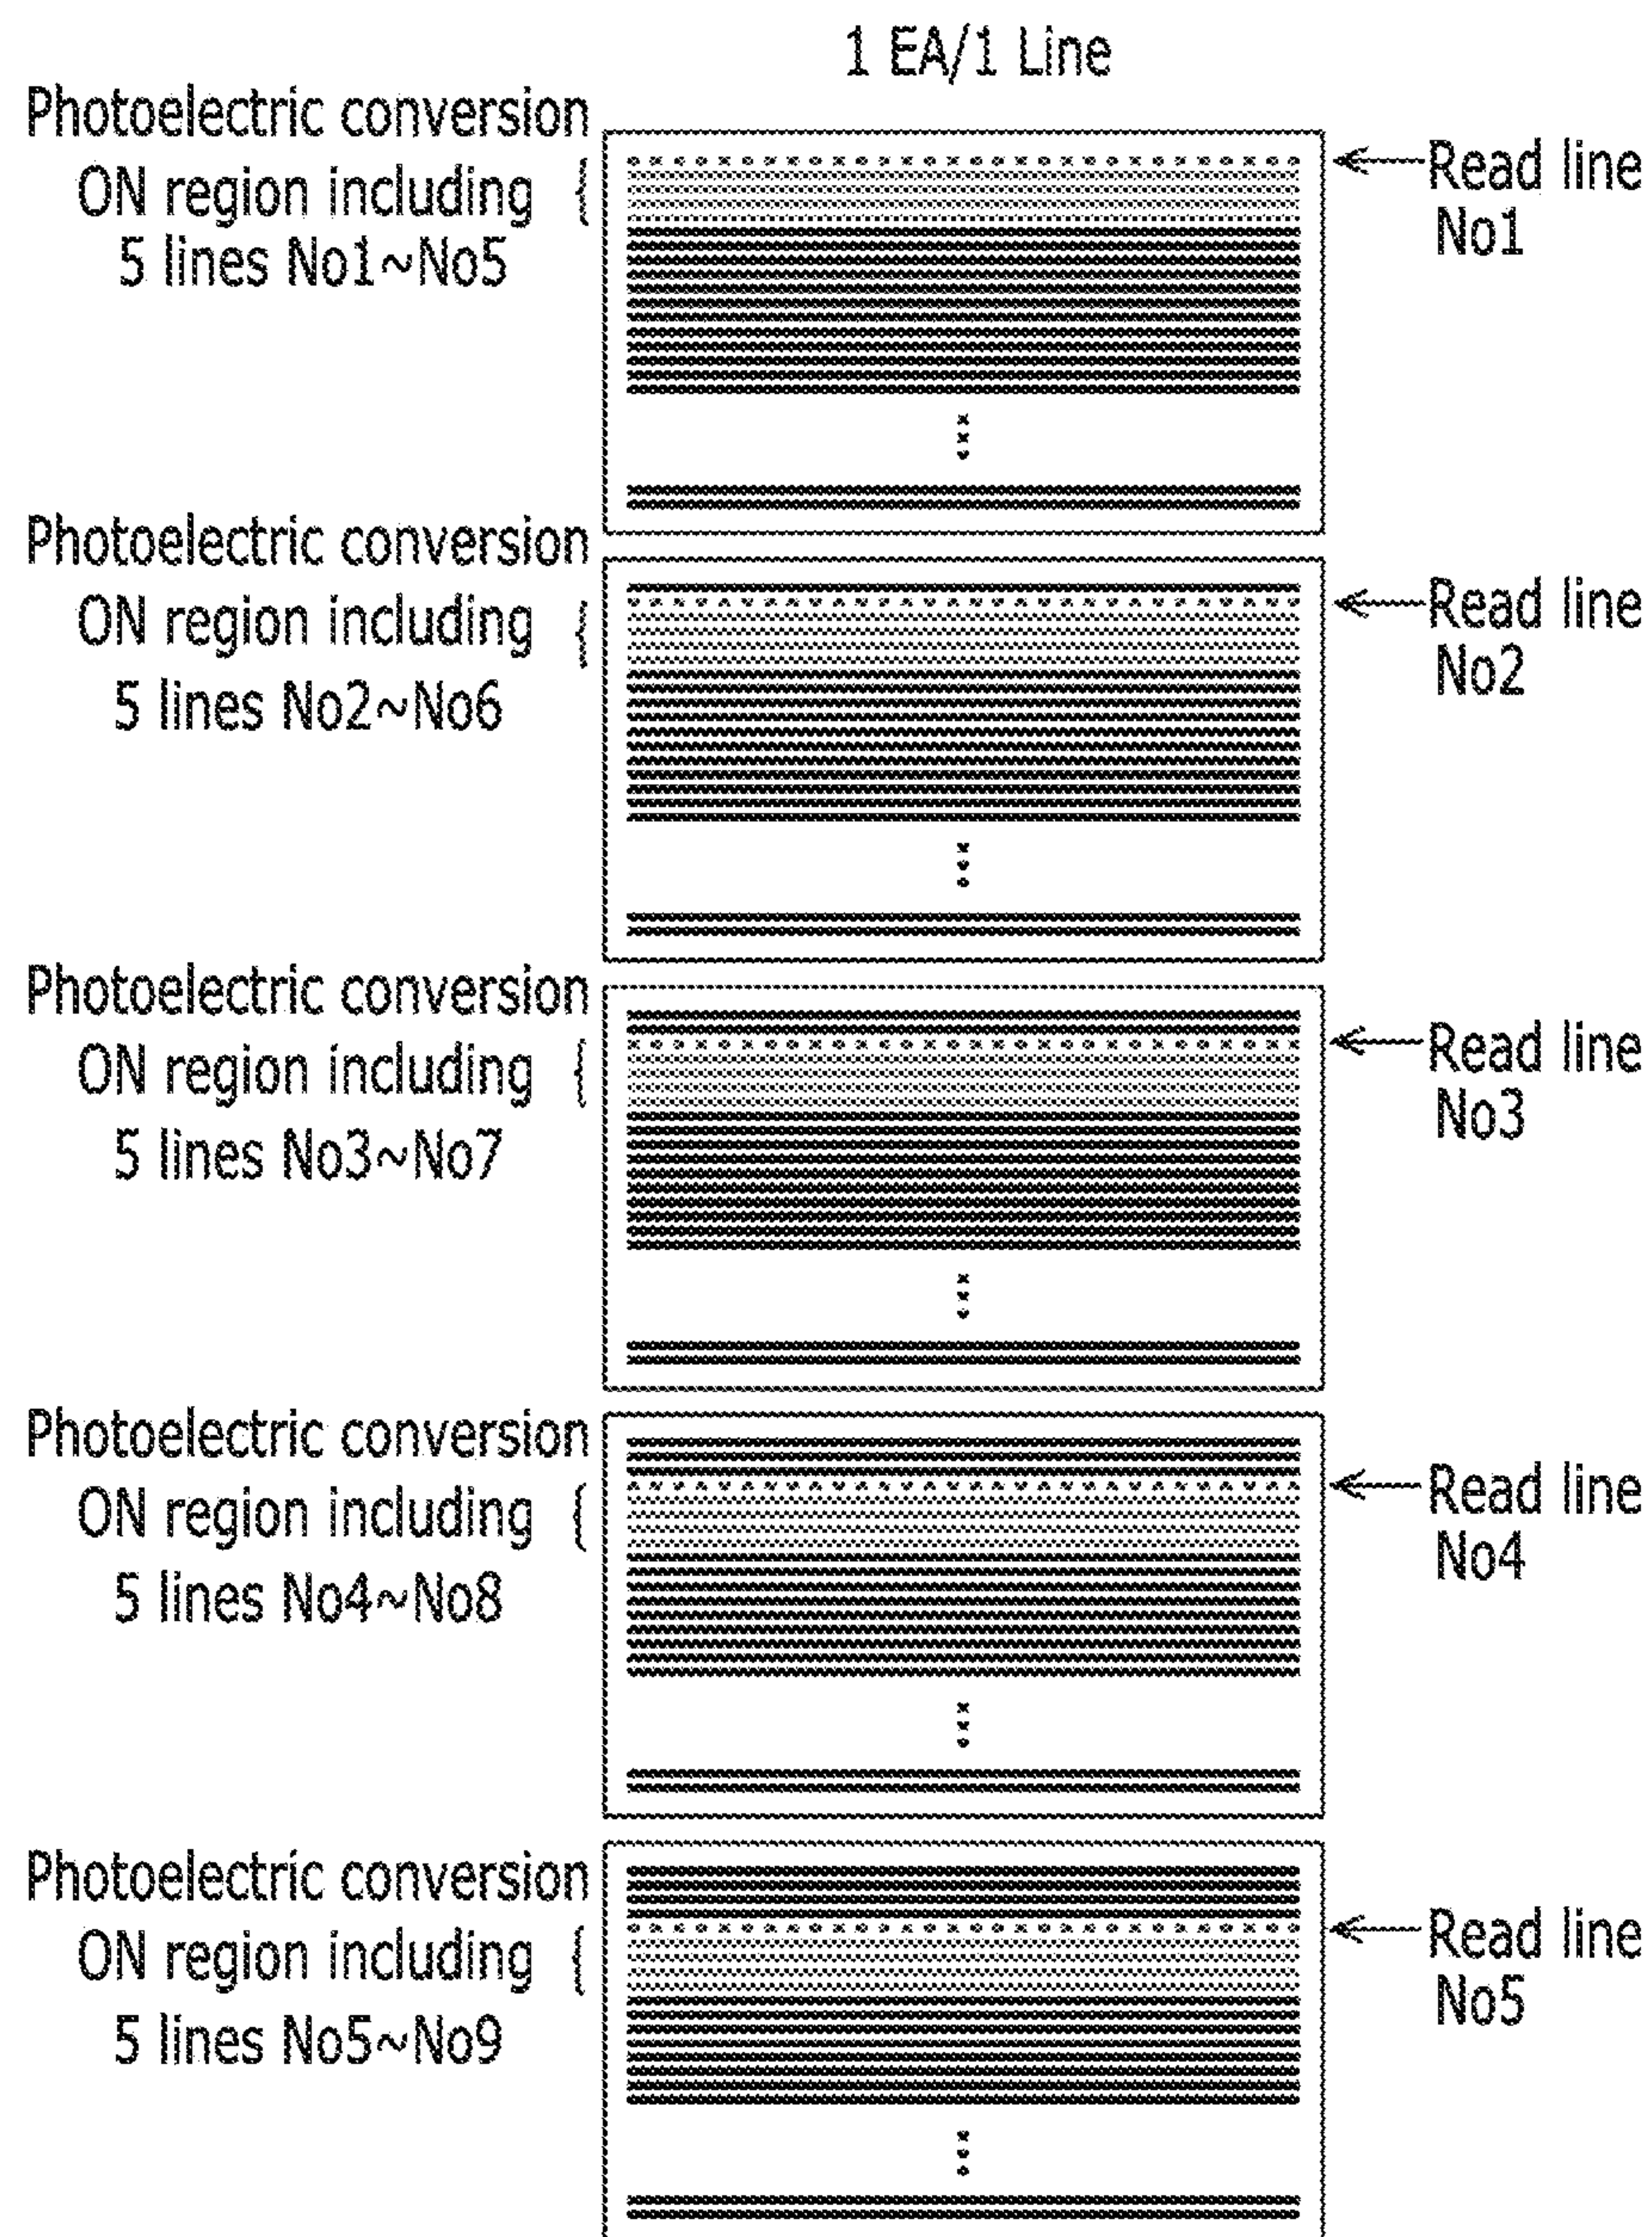 1 EA/1 Line
Photoelectric conversion
ON region including
5 lines No1~No5
Read line
No1
Photoelectric conversion
ON region including
5 lines No2~No6
Read line
No2
Photoelectric conversion
ON region including
5 lines No3~No7
Read line
No3
Photoelectric conversion
ON region including
5 lines No4~No8
Read line
No4
Photoelectric conversion
ON region including
5 lines No5~No9
Read line
No5